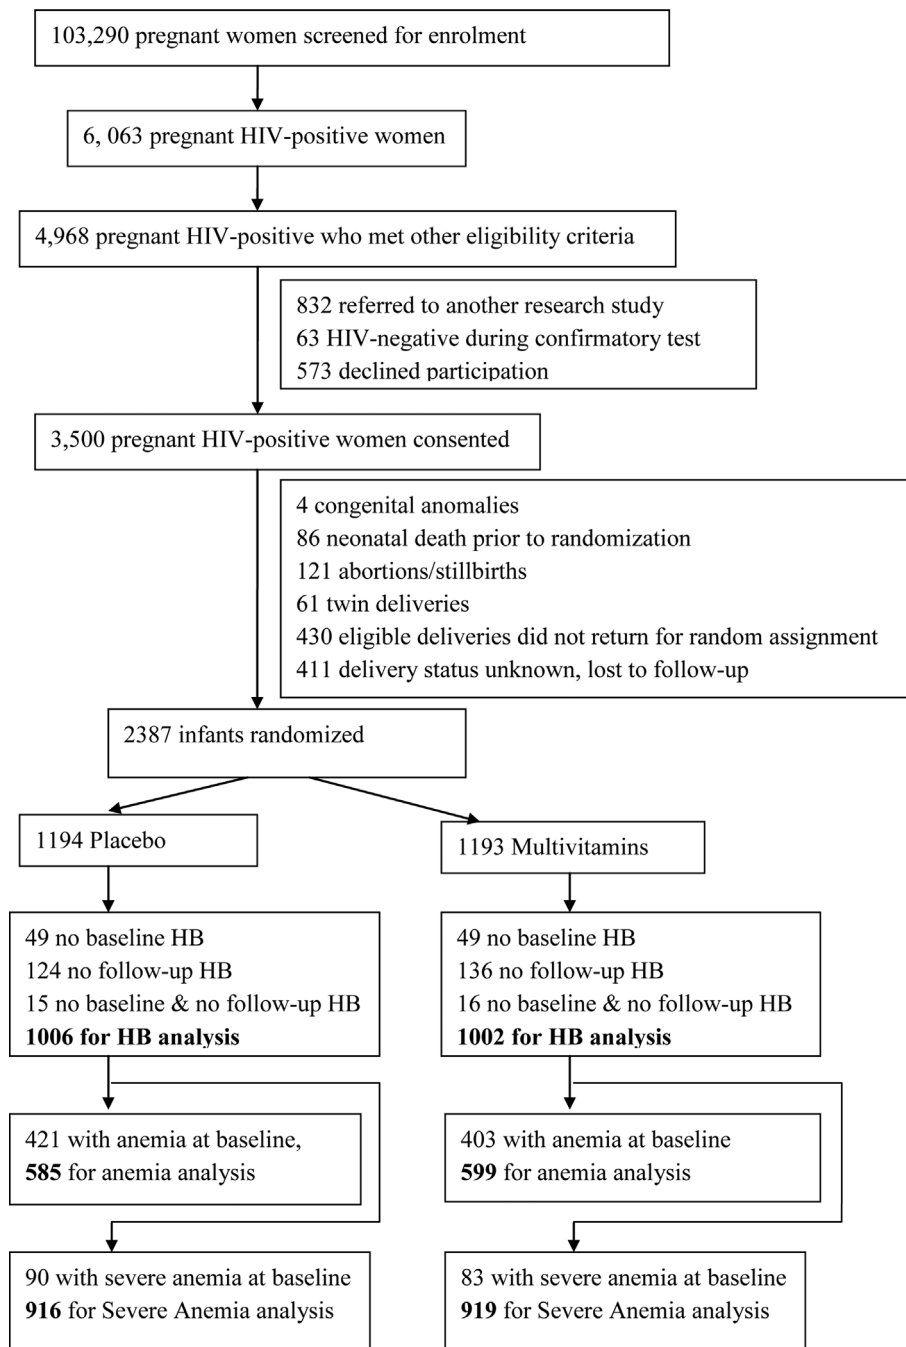 103,290 pregnant women screened for enrolment
6, 063 pregnant HIV-positive women
4,968 pregnant HIV-positive who met other eligibility criteria
832 referred to another research study
63 HIV-negative during confirmatory test
573 declined participation
3,500 pregnant HIV-positive women consented
4 congenital anomalies
86 neonatal death prior to randomization
121 abortions/stillbirths
61 twin deliveries
430 eligible deliveries did not return for random assignment
411 delivery status unknown, lost to follow-up
2387 infants randomized
1194 Placebo
1193 Multivitamins
49 no baseline HB
124 no follow-up HB
15 no baseline & no follow-up HB
1006 for HB analysis
49 no baseline HB
136 no follow-up HB
16 no baseline & no follow-up HB
1002 for HB analysis
421 with anemia at baseline,
585 for anemia analysis
403 with anemia at baseline
599 for anemia analysis
90 with severe anemia at baseline
916 for Severe Anemia analysis
83 with severe anemia at baseline
919 for Severe Anemia analysis